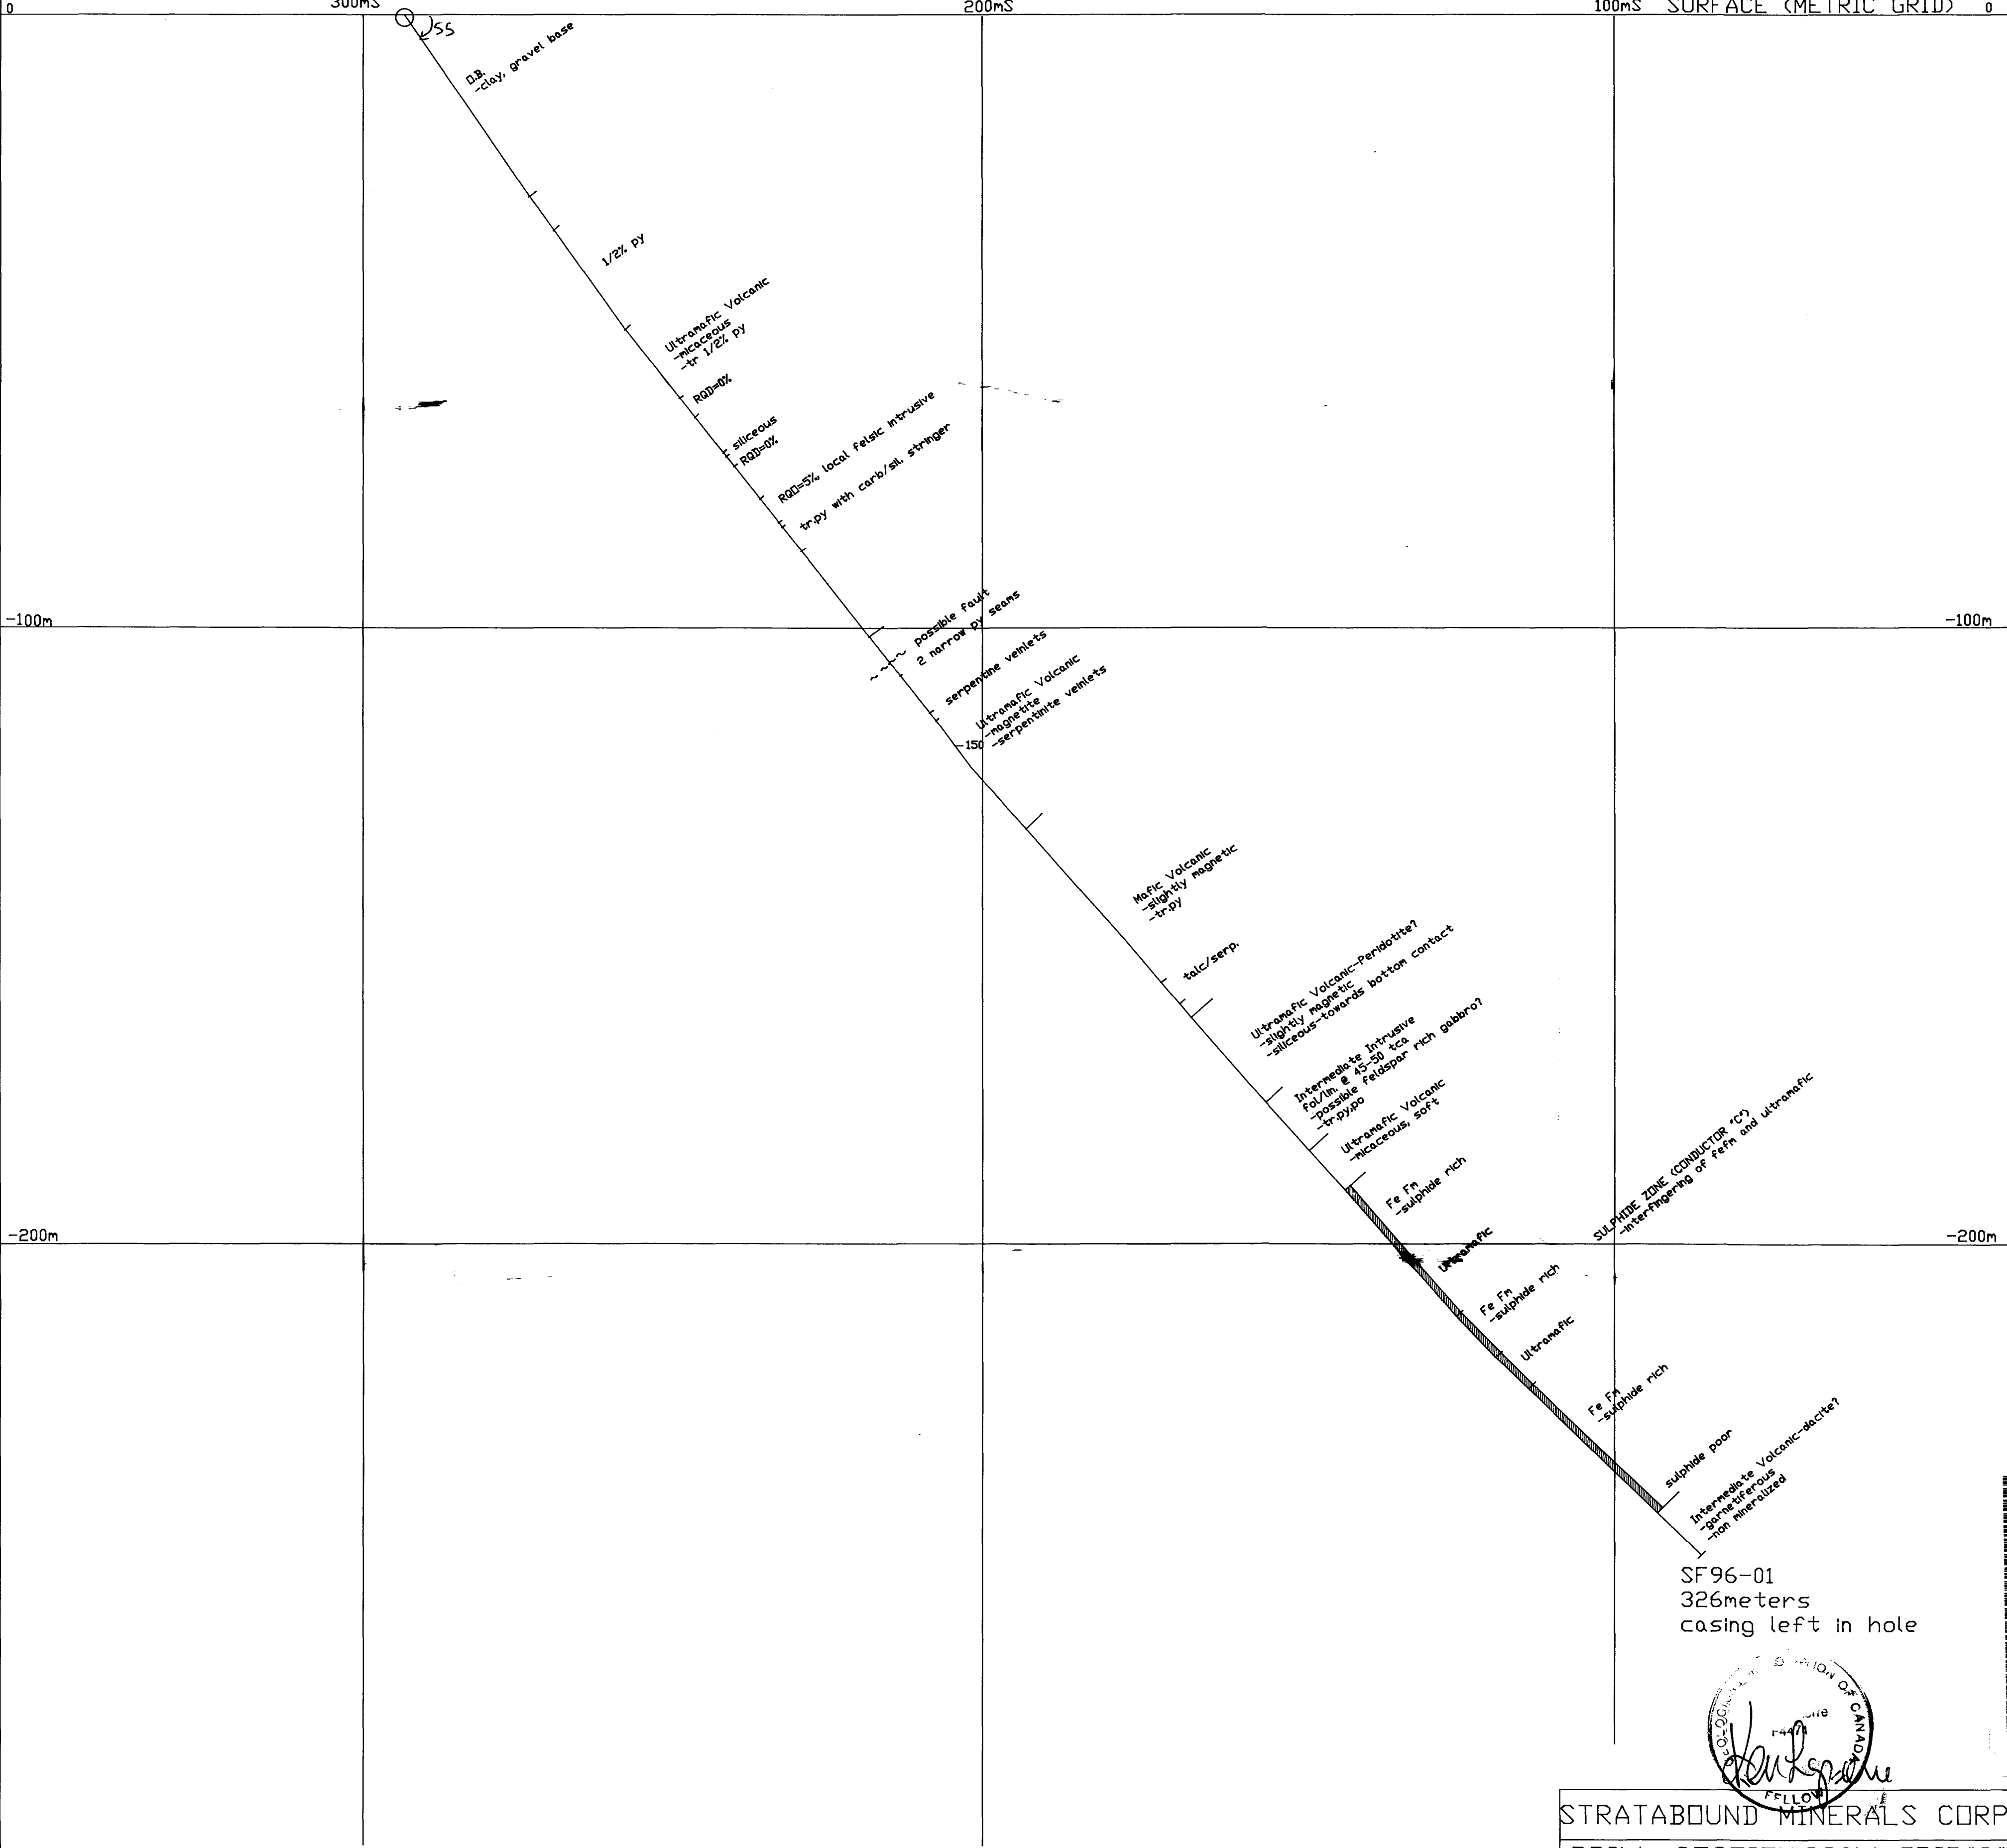 0
300mS
200mS
100mS SURFACE (METRIC GRID) 0
55
O.B.
-clay, gravel base
1/2% py
Ultramafic Volcanic
-micaceous
-tr 1/2% py
RQD=0%
siliceous
RQD=0%
RQD=5%, local felsic intrusive
tr.py with carb/sil. stringer
-100m
-100m
~~~~ possible fault
2 narrow py seams
serpentine veinlets
Ultramafic Volcanic
-magnetite
-serpentinite veinlets
-150
Mafic Volcanic
-slightly magnetic
-tr.py
talc/serp.
Ultramafic Volcanic-Peridotite?
-slightly magnetic
-siliceous-towards bottom contact
Intermediate Intrusive
fol/lin. @ 45-50 tca
-possible feldspar rich gabbro?
-tr.py,po
Ultramafic Volcanic
-micaceous, soft
Fe Fm
-sulphide rich
SULPHIDE ZONE (CONDUCTOR "C")
-interfingering of fefm and ultramafic
-200m
-200m
Ultramafic
Fe Fm
-sulphide rich
Ultramafic
Fe Fm
-sulphide rich
sulphide poor
Intermediate Volcanic-dacite?
-garnetiferous
-non mineralized
SF96-01
326meters
casing left in hole
OF CANADA
FELLOW
STRATABOUND MINERALS CORP